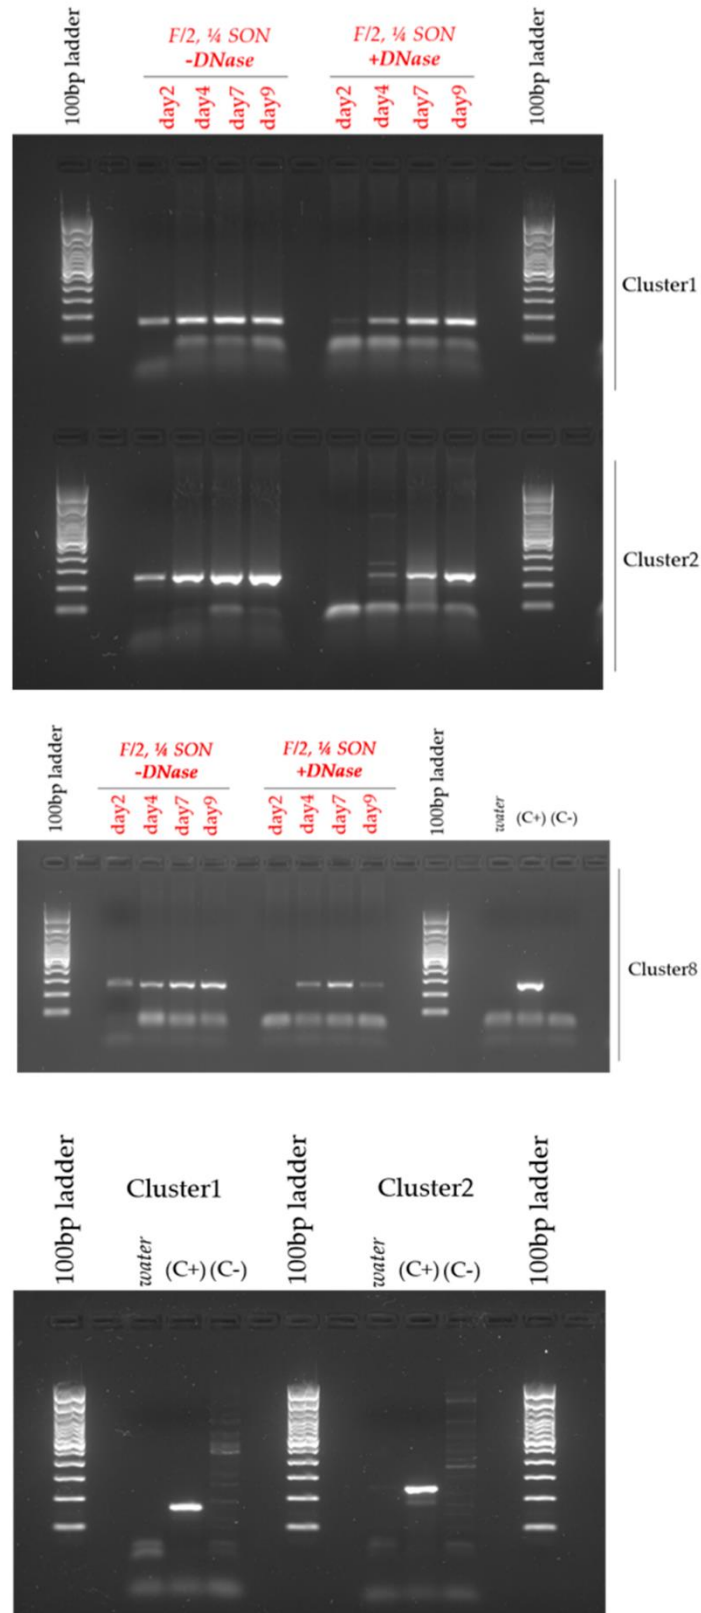 100bp ladder
F/2, ¼ SON
-DNase
day2
day4
day7
day9
F/2, ¼ SON
+DNase
day2
day4
day7
day9
100bp ladder
Cluster1
Cluster2
100bp ladder
F/2, ¼ SON
-DNase
day2
day4
day7
day9
F/2, ¼ SON
+DNase
day2
day4
day7
day9
100bp ladder
water
(C+) (C-)
Cluster8
100bp ladder
Cluster1
water
(C+) (C-)
100bp ladder
Cluster2
water
(C+) (C-)
100bp ladder